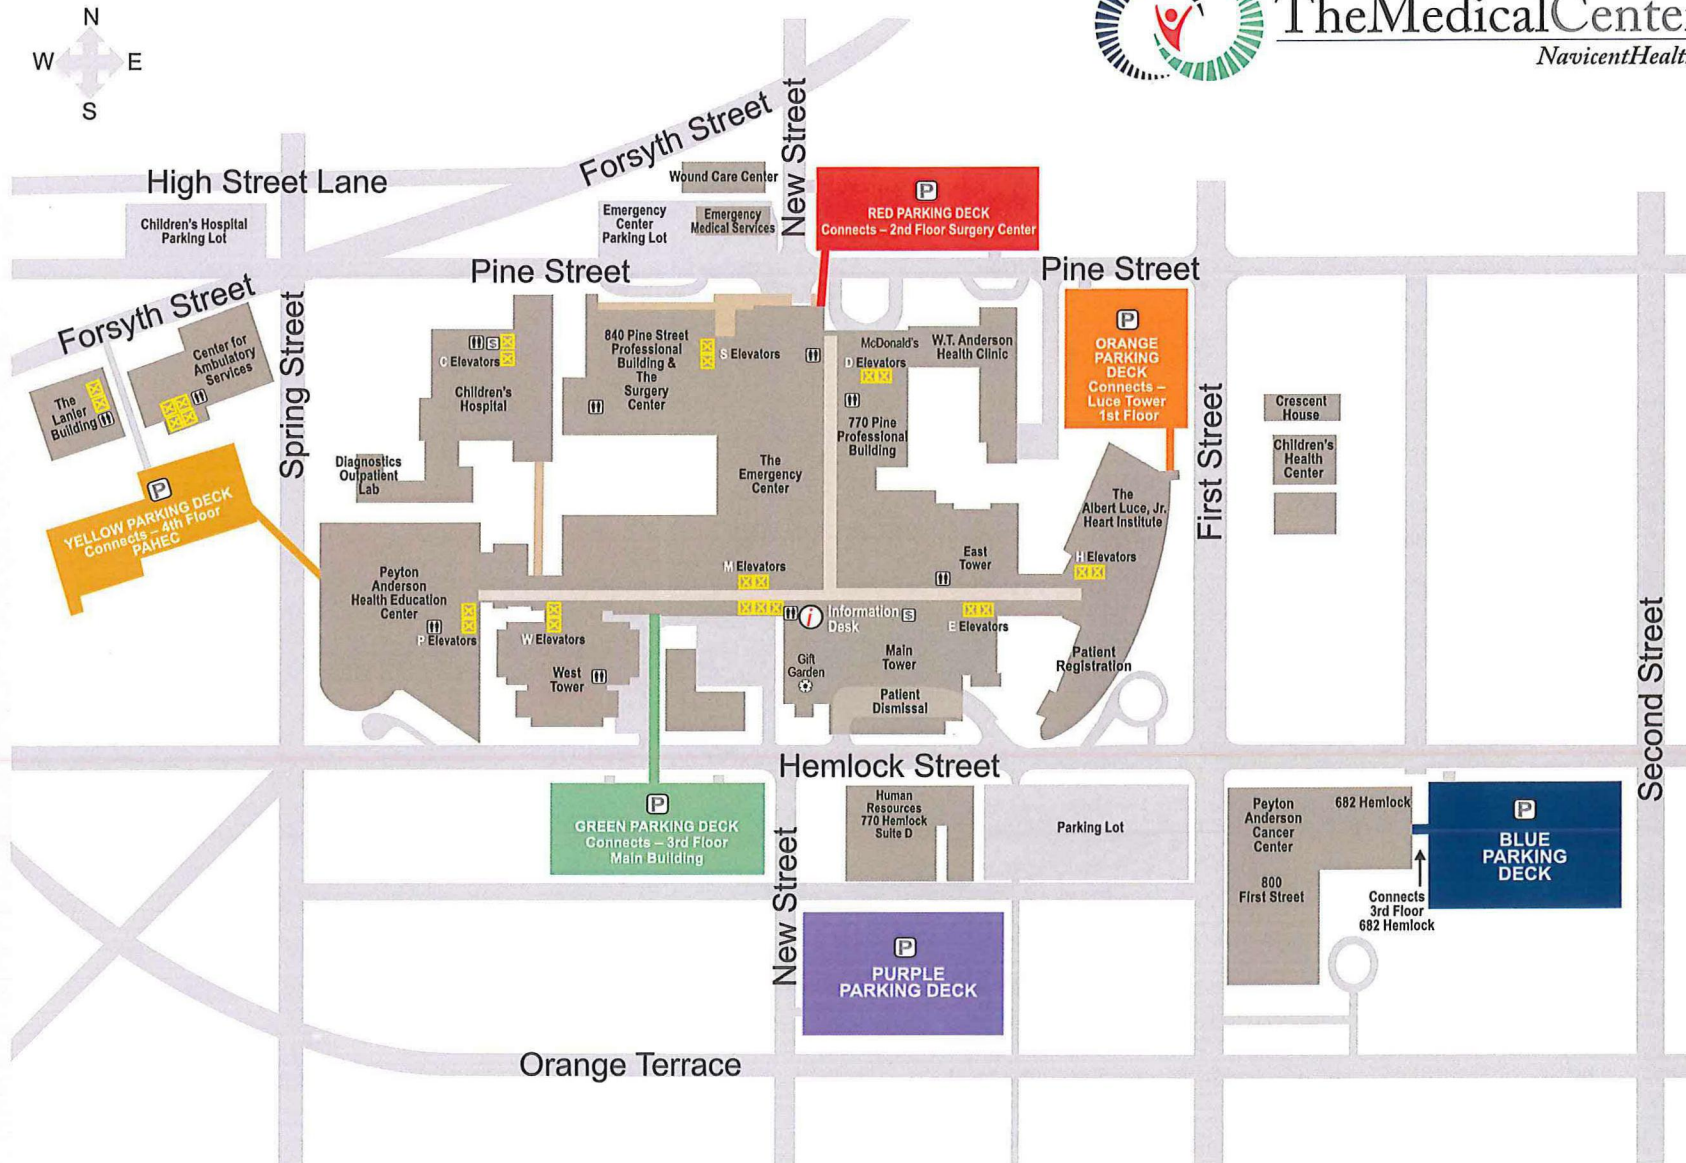 N
W E
S
TheMedicalCenter
NavicentHealth
High Street Lane
Forsyth Street
New Street
Wound Care Center
Children's Hospital
Parking Lot
Emergency
Center
Parking Lot
Emergency
Medical Services
P
RED PARKING DECK
Connects – 2nd Floor Surgery Center
Pine Street
Pine Street
Forsyth Street
Spring Street
Center for
Ambulatory
Services
The
Lanier
Building
S
C Elevators
Children's
Hospital
840 Pine Street
Professional
Building &
The
Surgery
Center
S Elevators
McDonald's
D Elevators
W.T. Anderson
Health Clinic
770 Pine
Professional
Building
P
ORANGE
PARKING
DECK
Connects –
Luce Tower
1st Floor
First Street
Crescent
House
Children's
Health
Center
Diagnostics
Outpatient
Lab
The
Emergency
Center
The
Albert Luce, Jr.
Heart Institute
P
YELLOW PARKING DECK
Connects – 4th Floor
PAHEC
Peyton
Anderson
Health Education
Center
P Elevators
M Elevators
East
Tower
H Elevators
W Elevators
West
Tower
i
Information
Desk
S
E Elevators
Gift
Garden
Main
Tower
Patient
Dismissal
Patient
Registration
Second Street
Hemlock Street
P
GREEN PARKING DECK
Connects – 3rd Floor
Main Building
New Street
Human
Resources
770 Hemlock
Suite D
Parking Lot
Peyton
Anderson
Cancer
Center
800
First Street
682 Hemlock
P
BLUE
PARKING
DECK
Connects
3rd Floor
682 Hemlock
P
PURPLE
PARKING DECK
Orange Terrace